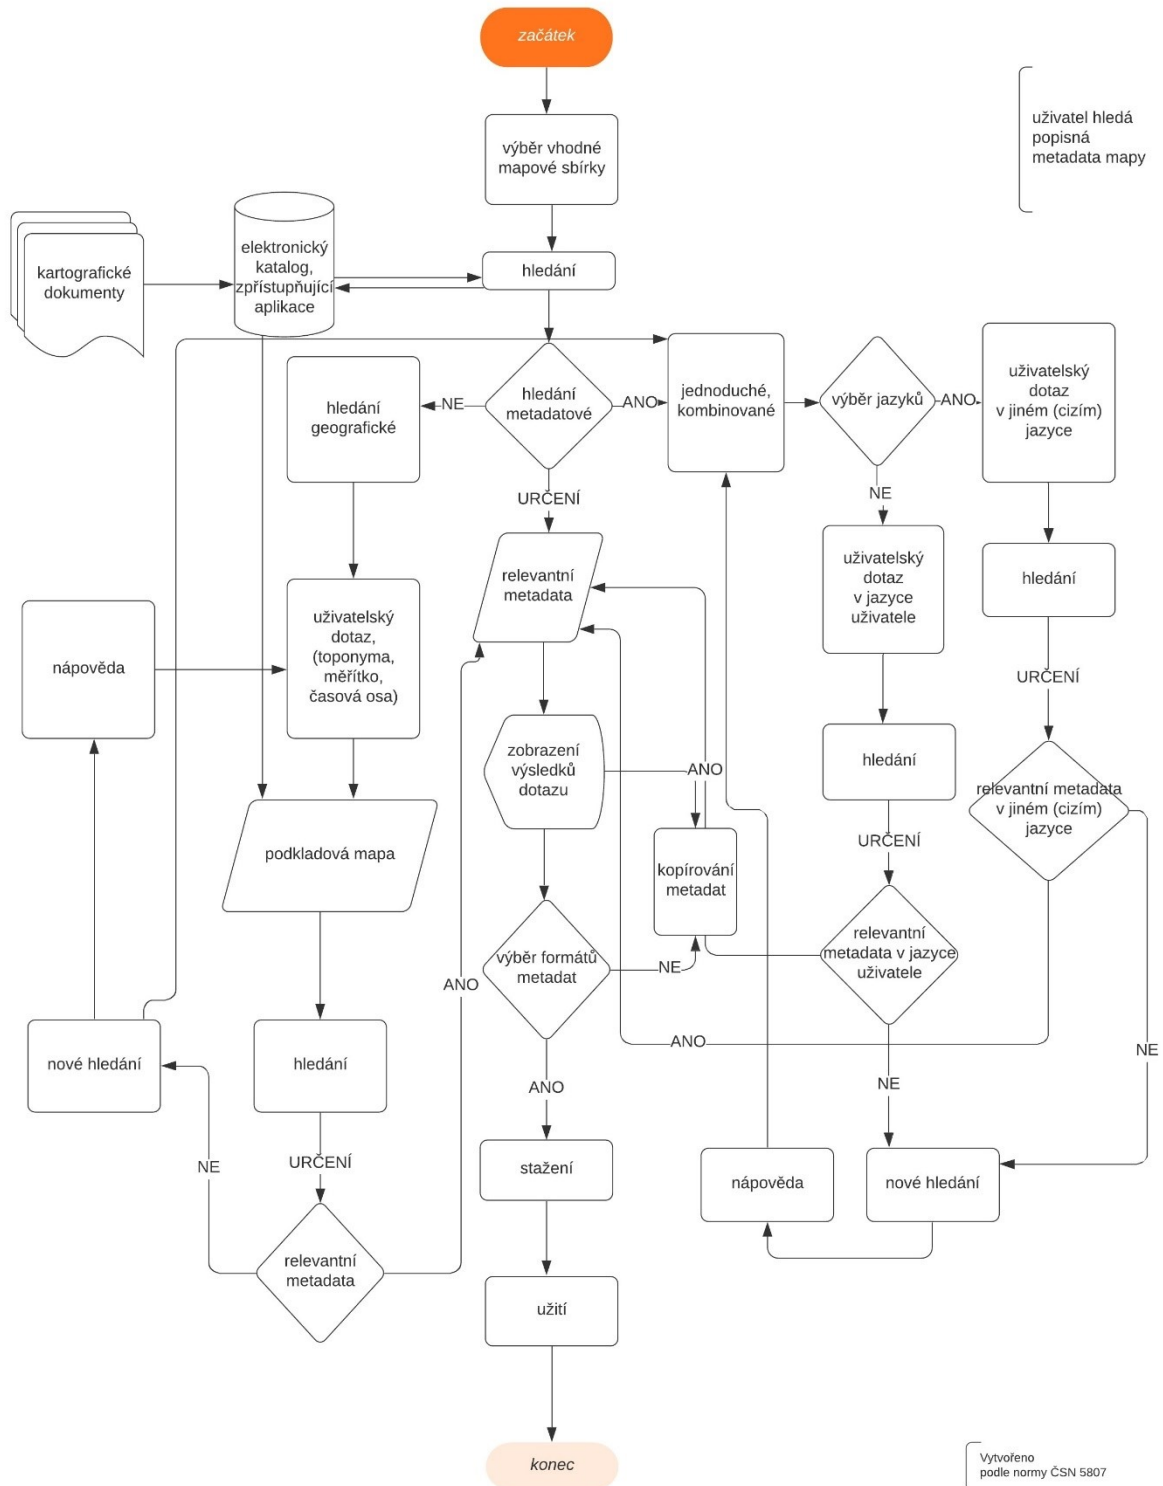 začátek
uživatel hledá
popisná
metadata mapy
výběr vhodné
mapové sbírky
kartografické
dokumenty
elektronický
katalog,
zpřístupňující
aplikace
hledání
hledání
geografické
NE
hledání
metadatové
ANO
jednoduché,
kombinované
výběr jazyků
ANO
uživatelský
dotaz
v jiném (cizím)
jazyce
URČENÍ
NE
relevantní
metadata
uživatelský
dotaz
v jazyce
uživatele
hledání
nápověda
uživatelský
dotaz,
(toponyma,
měřítko,
časová osa)
URČENÍ
zobrazení
výsledků
dotazu
ANO
hledání
relevantní metadata
v jiném (cizím)
jazyce
podkladová mapa
URČENÍ
kopírování
metadat
výběr formátů
metadat
NE
relevantní
metadata v jazyce
uživatele
ANO
ANO
NE
nové hledání
hledání
ANO
NE
URČENÍ
NE
stažení
nápověda
nové hledání
relevantní
metadata
užití
konec
Vytvořeno
podle normy ČSN 5807